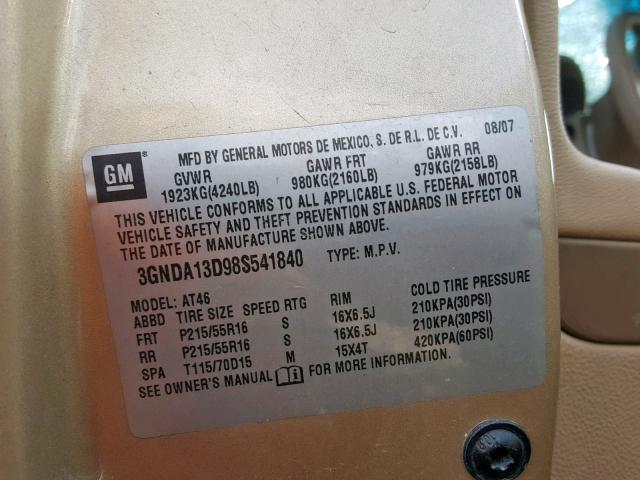 GM®
MFD BY GENERAL MOTORS DE MEXICO, S. DE R.L. DE C.V. 08/07
GVWR GAWR FRT GAWR RR
1923KG(4240LB) 980KG(2160LB) 979KG(2158LB)
THIS VEHICLE CONFORMS TO ALL APPLICABLE U.S. FEDERAL MOTOR
VEHICLE SAFETY AND THEFT PREVENTION STANDARDS IN EFFECT ON
THE DATE OF MANUFACTURE SHOWN ABOVE.
3GNDA13D98S541840 TYPE: M.P.V.
MODEL: AT46
ABBD TIRE SIZE SPEED RTG RIM COLD TIRE PRESSURE
FRT P215/55R16 S 16X6.5J 210KPA(30PSI)
RR P215/55R16 S 16X6.5J 210KPA(30PSI)
SPA T115/70D15 M 15X4T 420KPA(60PSI)
SEE OWNER'S MANUAL FOR MORE INFORMATION.